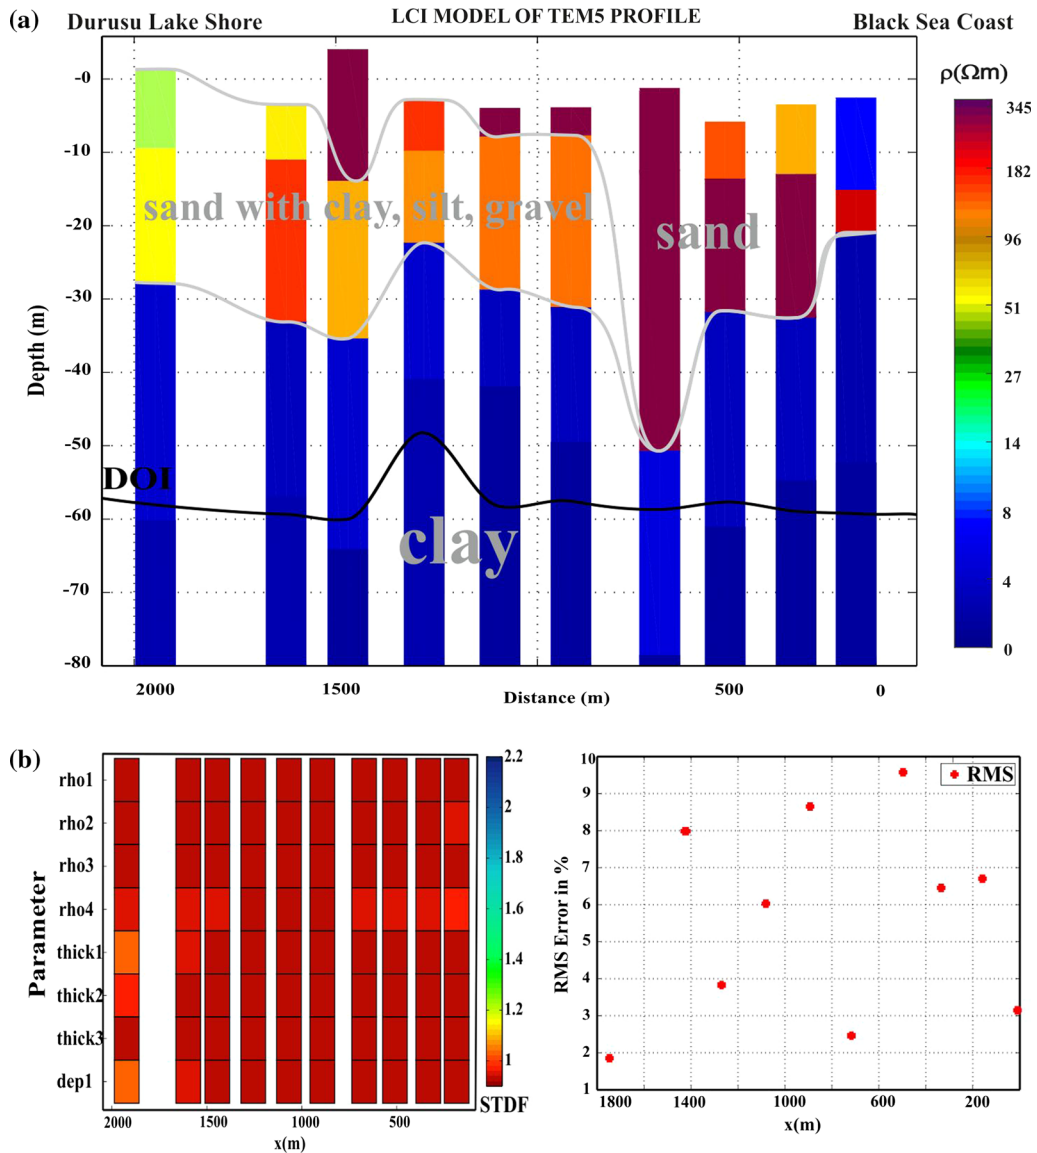 (a) Durusu Lake Shore LCI MODEL OF TEM5 PROFILE Black Sea Coast
ρ(Ωm)
Depth (m)
-0
-10
-20
-30
-40
-50
-60
-70
-80
sand with clay, silt, gravel
sand
DOI
clay
2000 1500 Distance (m) 500 0
345
182
96
51
27
14
8
4
0
(b)
Parameter
rho1
rho2
rho3
rho4
thick1
thick2
thick3
dep1
2000 1500 1000 500
x(m)
2.2
2
1.8
1.6
1.4
1.2
1
STDF
RMS Error in %
10
9
8
7
6
5
4
3
2
1
RMS
1800 1400 1000 600 200
x(m)